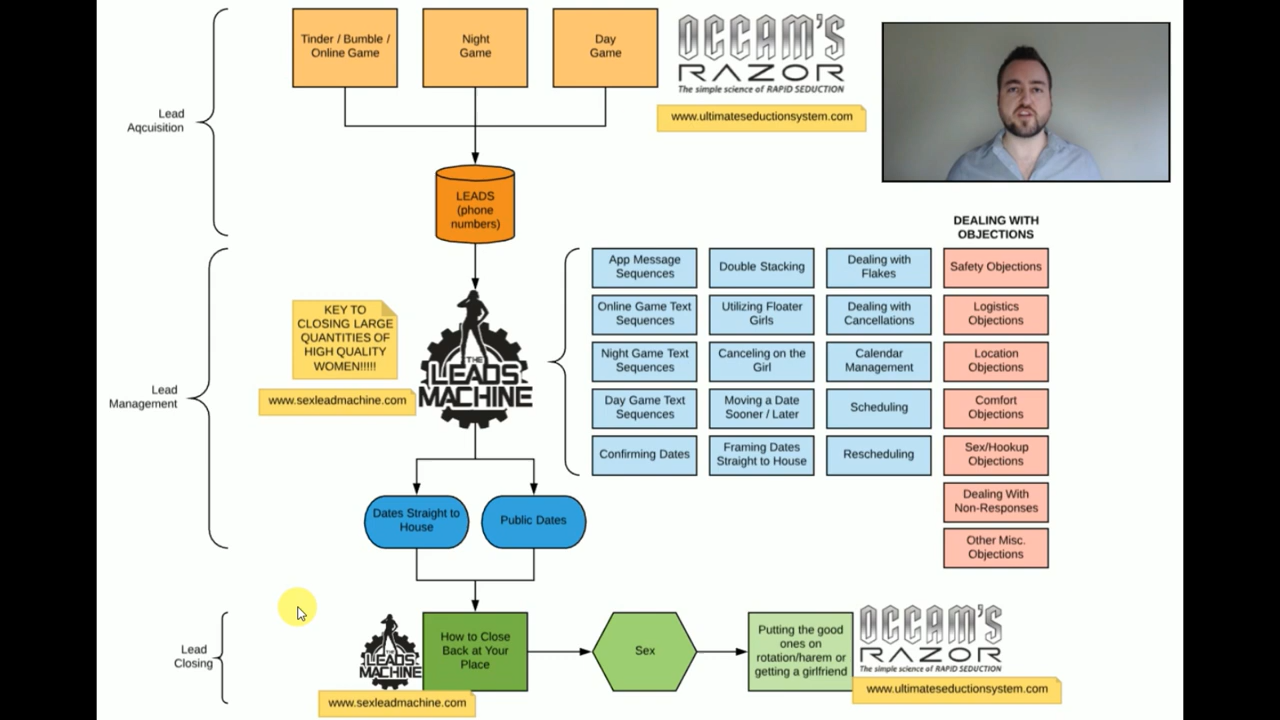 Tinder / Bumble /
Online Game
Night
Game
Day
Game
OCCAM'S
RAZOR
The simple science of RAPID SEDUCTION
www.ultimateseductionsystem.com
Lead
Aqcuisition
LEADS
(phone
numbers)
DEALING WITH
OBJECTIONS
App Message
Sequences
Double Stacking
Dealing with
Flakes
Safety Objections
Online Game Text
Sequences
Utilizing Floater
Girls
Dealing with
Cancellations
Logistics
Objections
Night Game Text
Sequences
Canceling on the
Girl
Calendar
Management
Location
Objections
Day Game Text
Sequences
Moving a Date
Sooner / Later
Scheduling
Comfort
Objections
Confirming Dates
Framing Dates
Straight to House
Rescheduling
Sex/Hookup
Objections
Dealing With
Non-Responses
Other Misc.
Objections
KEY TO
CLOSING LARGE
QUANTITIES OF
HIGH QUALITY
WOMEN!!!!!
www.sexleadmachine.com
THE
LEADS
MACHINE
Lead
Management
Dates Straight to
House
Public Dates
Lead
Closing
THE
LEADS
MACHINE
www.sexleadmachine.com
How to Close
Back at Your
Place
Sex
Putting the good
ones on
rotation/harem or
getting a girlfriend
OCCAM'S
RAZOR
The simple science of RAPID SEDUCTION
www.ultimateseductionsystem.com